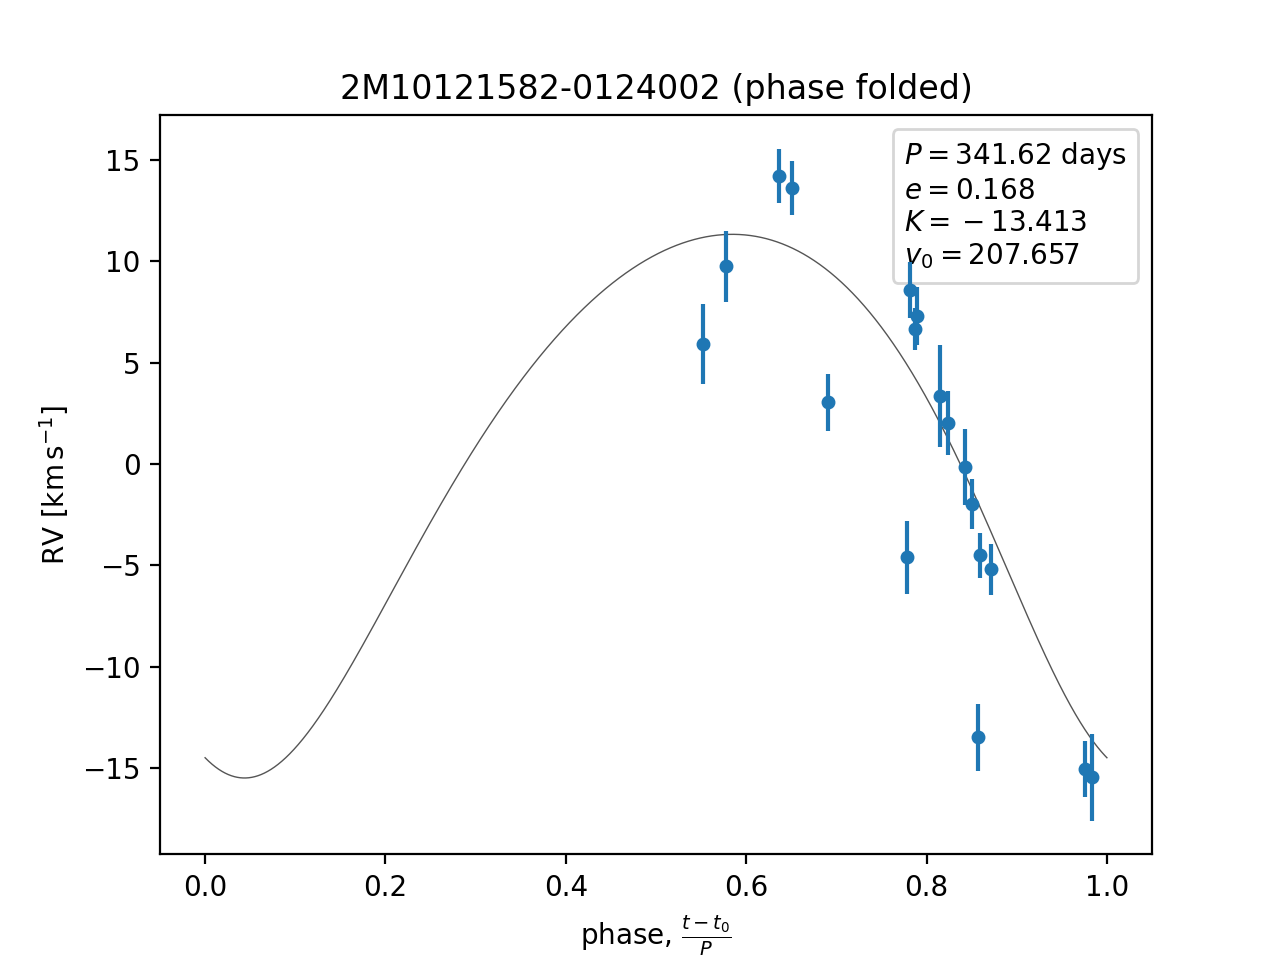 2M10121582-0124002 (phase folded)
P = 341.62 days
e = 0.168
K = − 13.413
v₀ = 207.657
15
10
5
0
−5
−10
−15
RV [km s⁻¹]
0.0 0.2 0.4 0.6 0.8 1.0
phase, (t − t₀)/P